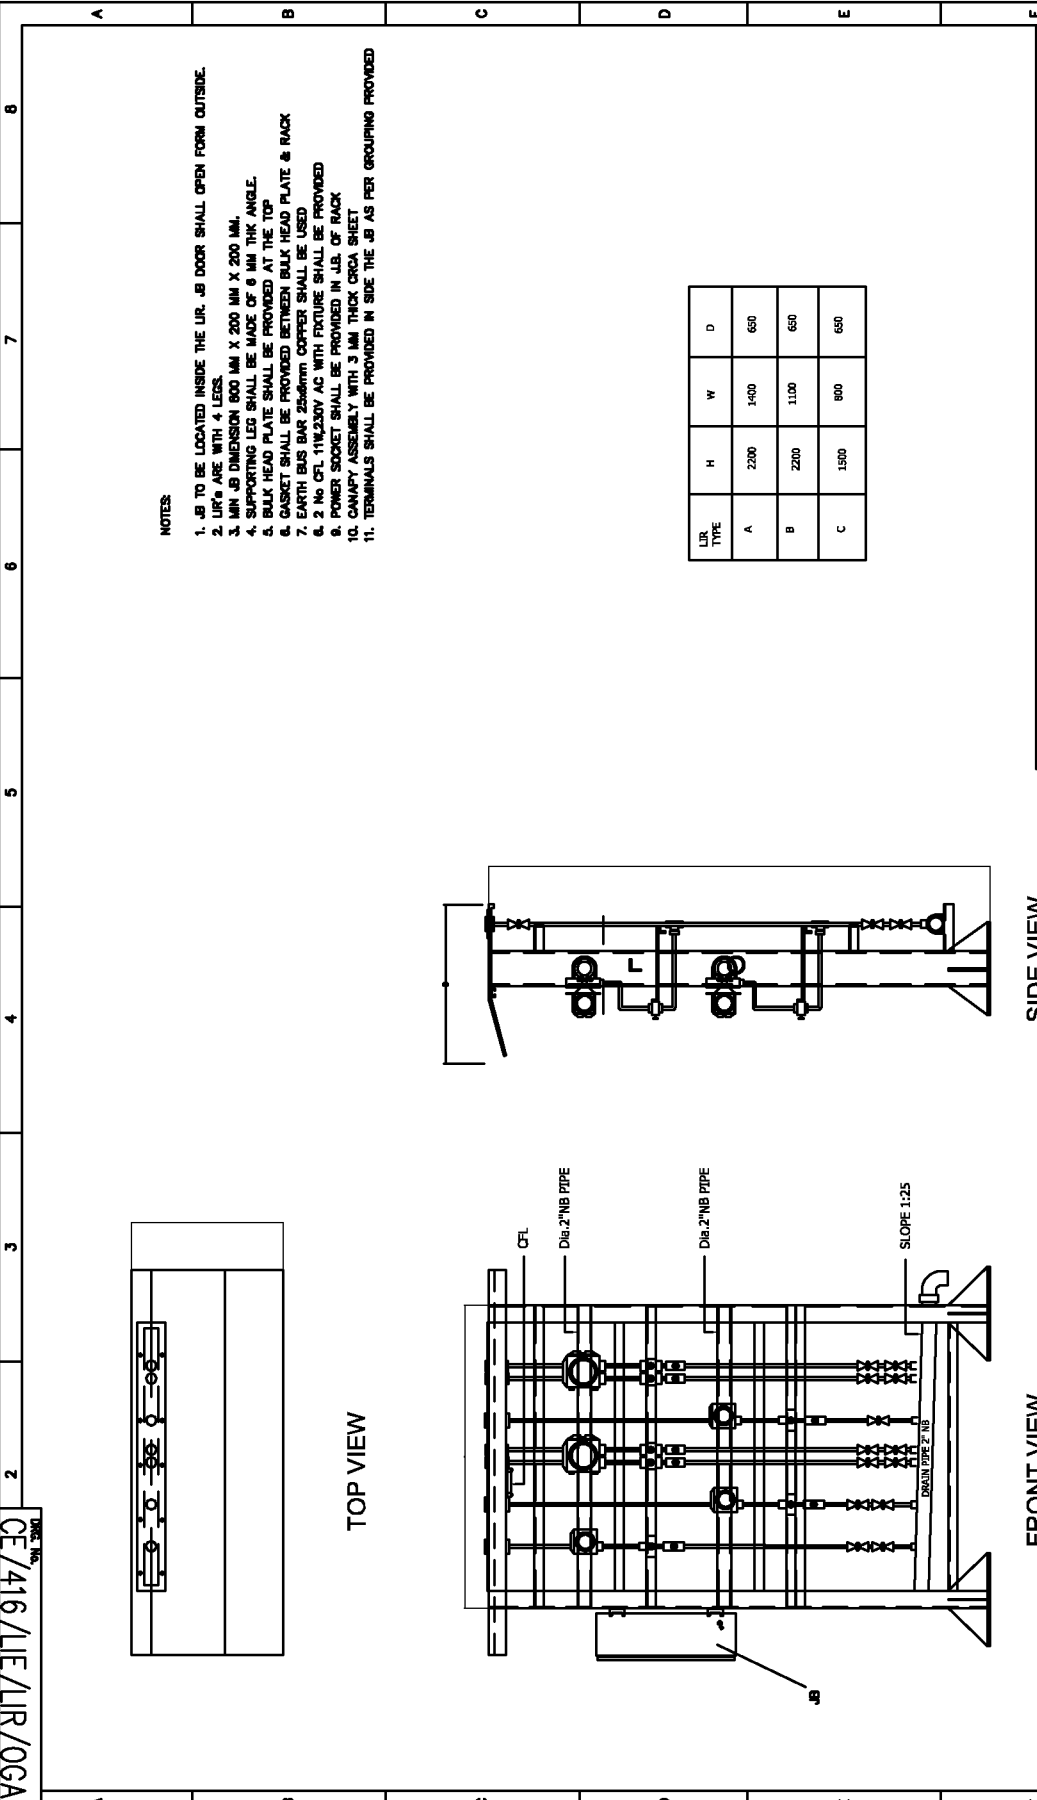 DRG. No.
CE/416/LIE/LIR/OGA
2
3
4
5
6
7
8
A
B
C
D
E
NOTES:
1. JB TO BE LOCATED INSIDE THE LIR. JB DOOR SHALL OPEN FORM OUTSIDE.
2. LIR's ARE WITH 4 LEGS.
3. MIN JB DIMENSION 600 MM X 200 MM X 200 MM.
4. SUPPORTING LEG SHALL BE MADE OF 6 MM THK ANGLE.
5. BULK HEAD PLATE SHALL BE PROVIDED AT THE TOP
6. GASKET SHALL BE PROVIDED BETWEEN BULK HEAD PLATE & RACK
7. EARTH BUS BAR 25x6mm COPPER SHALL BE USED
8. 2 No CFL 11W,230V AC WITH FIXTURE SHALL BE PROVIDED
9. POWER SOCKET SHALL BE PROVIDED IN J.B. OF RACK
10. CANAPY ASSEMBLY WITH 3 MM THICK CRCA SHEET
11. TERMINALS SHALL BE PROVIDED IN SIDE THE JB AS PER GROUPING PROVIDED
TOP VIEW
CFL
Dia.2"NB PIPE
Dia.2"NB PIPE
SLOPE 1:25
DRAIN PIPE 2" NB
JB
FRONT VIEW
SIDE VIEW
LIR TYPE H W D
A 2200 1400 650
B 2200 1100 650
C 1500 800 650